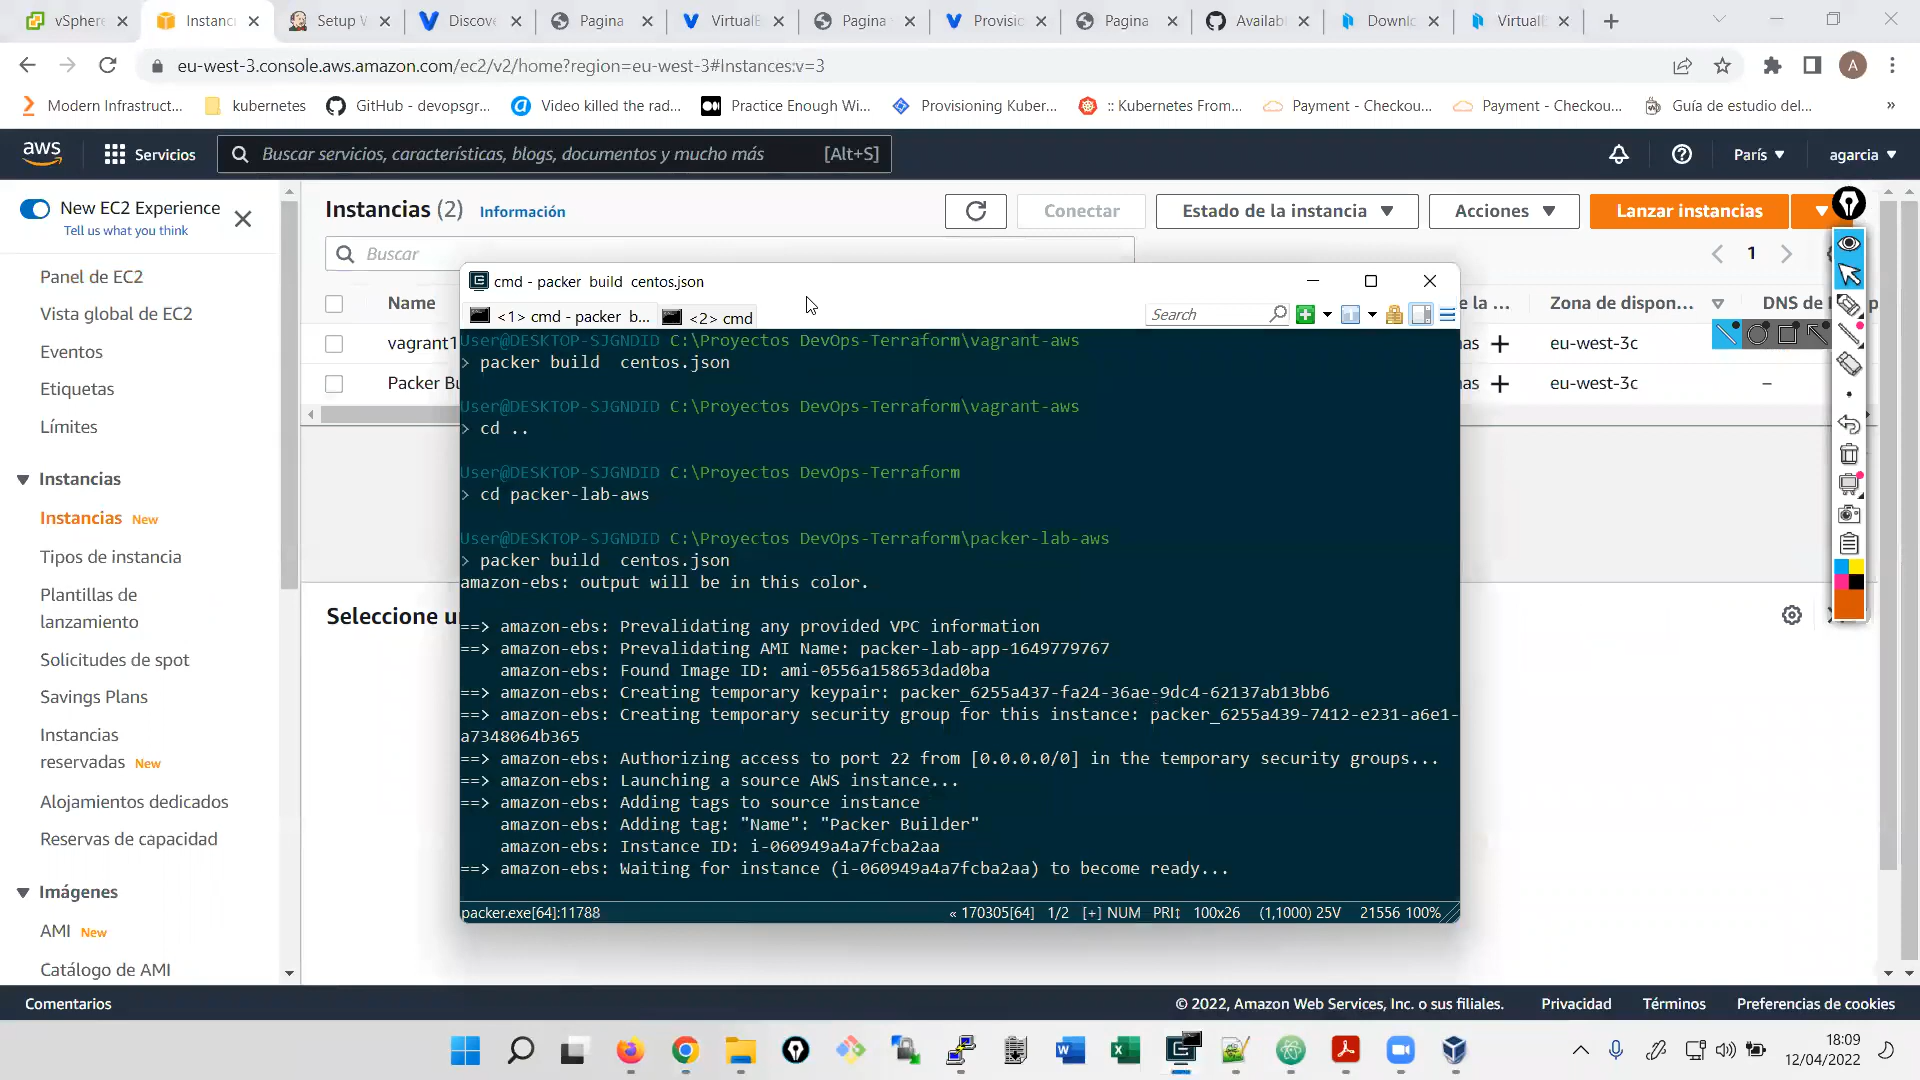 vSphere
Instanc
Setup V
Discove
Pagina
VirtualB
Pagina
Provisio
Pagina
Availab
Downlo
VirtualB
eu-west-3.console.aws.amazon.com/ec2/v2/home?region=eu-west-3#Instances:v=3
A
Modern Infrastruct...
kubernetes
GitHub - devopsgr...
Video killed the rad...
Practice Enough Wi...
Provisioning Kuber...
:: Kubernetes From...
Payment - Checkou...
Payment - Checkou...
Guía de estudio del...
»
aws
Servicios
Buscar servicios, características, blogs, documentos y mucho más
[Alt+S]
París
agarcia
New EC2 Experience
Tell us what you think
Panel de EC2
Vista global de EC2
Eventos
Etiquetas
Límites
Instancias
Instancias New
Tipos de instancia
Plantillas de
lanzamiento
Solicitudes de spot
Savings Plans
Instancias
reservadas New
Alojamientos dedicados
Reservas de capacidad
Imágenes
AMI New
Catálogo de AMI
Instancias (2) Información
Conectar
Estado de la instancia
Acciones
Lanzar instancias
Buscar
1
Name
e la ...
Zona de dispon...
DNS de
vagrant1
as
eu-west-3c
Packer Bu
nas
eu-west-3c
–
Seleccione u
cmd - packer build centos.json
<1> cmd - packer b...
<2> cmd
Search
User@DESKTOP-SJGNDID C:\Proyectos DevOps-Terraform\vagrant-aws
> packer build centos.json
User@DESKTOP-SJGNDID C:\Proyectos DevOps-Terraform\vagrant-aws
> cd ..
User@DESKTOP-SJGNDID C:\Proyectos DevOps-Terraform
> cd packer-lab-aws
User@DESKTOP-SJGNDID C:\Proyectos DevOps-Terraform\packer-lab-aws
> packer build centos.json
amazon-ebs: output will be in this color.
==> amazon-ebs: Prevalidating any provided VPC information
==> amazon-ebs: Prevalidating AMI Name: packer-lab-app-1649779767
amazon-ebs: Found Image ID: ami-0556a158653dad0ba
==> amazon-ebs: Creating temporary keypair: packer_6255a437-fa24-36ae-9dc4-62137ab13bb6
==> amazon-ebs: Creating temporary security group for this instance: packer_6255a439-7412-e231-a6e1-
a7348064b365
==> amazon-ebs: Authorizing access to port 22 from [0.0.0.0/0] in the temporary security groups...
==> amazon-ebs: Launching a source AWS instance...
==> amazon-ebs: Adding tags to source instance
amazon-ebs: Adding tag: "Name": "Packer Builder"
amazon-ebs: Instance ID: i-060949a4a7fcba2aa
==> amazon-ebs: Waiting for instance (i-060949a4a7fcba2aa) to become ready...
packer.exe[64]:11788
« 170305[64] 1/2 [+] NUM PRI↕ 100x26 (1,1000) 25V 21556 100%
Comentarios
© 2022, Amazon Web Services, Inc. o sus filiales.
Privacidad
Términos
Preferencias de cookies
18:09
12/04/2022